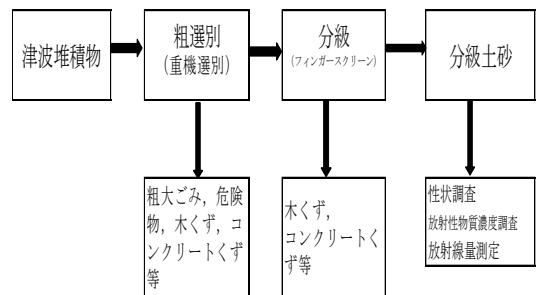 津波堆積物
粗選別
(重機選別)
分級
(フィンガースクリーン)
分級土砂
粗大ごみ，危険
物，木くず，コ
ンクリートくず
等
木くず，
コンクリートく
ず等
性状調査
放射性物質濃度調査
放射線量測定